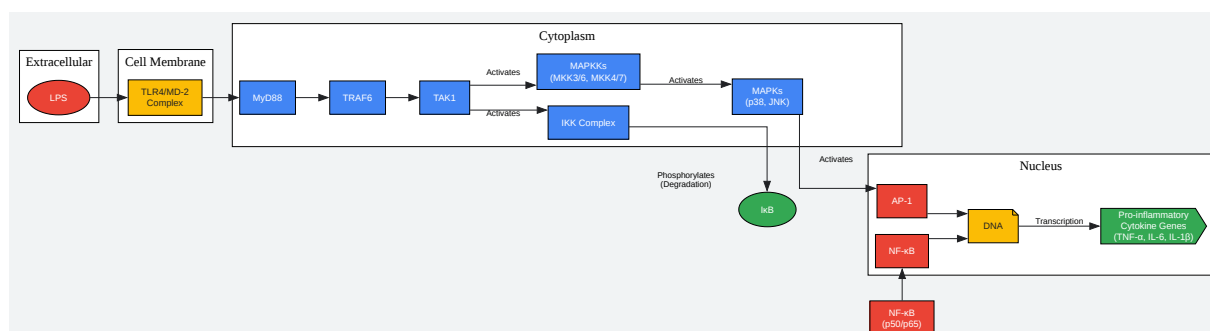 Extracellular
LPS
Cell Membrane
TLR4/MD-2
Complex
Cytoplasm
MyD88
TRAF6
TAK1
Activates
Activates
MAPKKs
(MKK3/6, MKK4/7)
IKK Complex
Activates
MAPKs
(p38, JNK)
Phosphorylates
(Degradation)
IκB
Activates
Nucleus
AP-1
NF-κB
DNA
Transcription
Pro-inflammatory
Cytokine Genes
(TNF-α, IL-6, IL-1β)
NF-κB
(p50/p65)